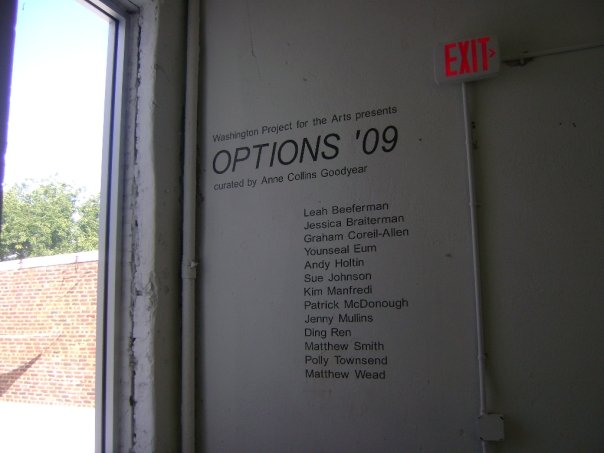 EXIT>
Washington Project for the Arts presents
OPTIONS '09
curated by Anne Collins Goodyear
Leah Beeferman
Jessica Braiterman
Graham Coreil-Allen
Younseal Eum
Andy Holtin
Sue Johnson
Kim Manfredi
Patrick McDonough
Jenny Mullins
Ding Ren
Matthew Smith
Polly Townsend
Matthew Wead